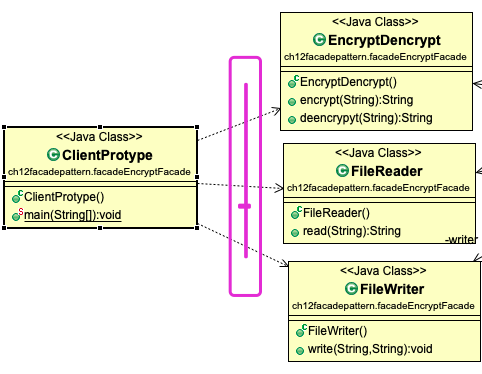 <<Java Class>>
EncryptDencrypt
ch12facadepattern.facadeEncryptFacade
EncryptDencrypt()
encrypt(String):String
deencrypyt(String):String
<<Java Class>>
ClientProtype
ch12facadepattern.facadeEncryptFacade
ClientProtype()
main(String[]):void
<<Java Class>>
FileReader
ch12facadepattern.facadeEncryptFacade
FileReader()
read(String):String
-writer
<<Java Class>>
FileWriter
ch12facadepattern.facadeEncryptFacade
FileWriter()
write(String,String):void